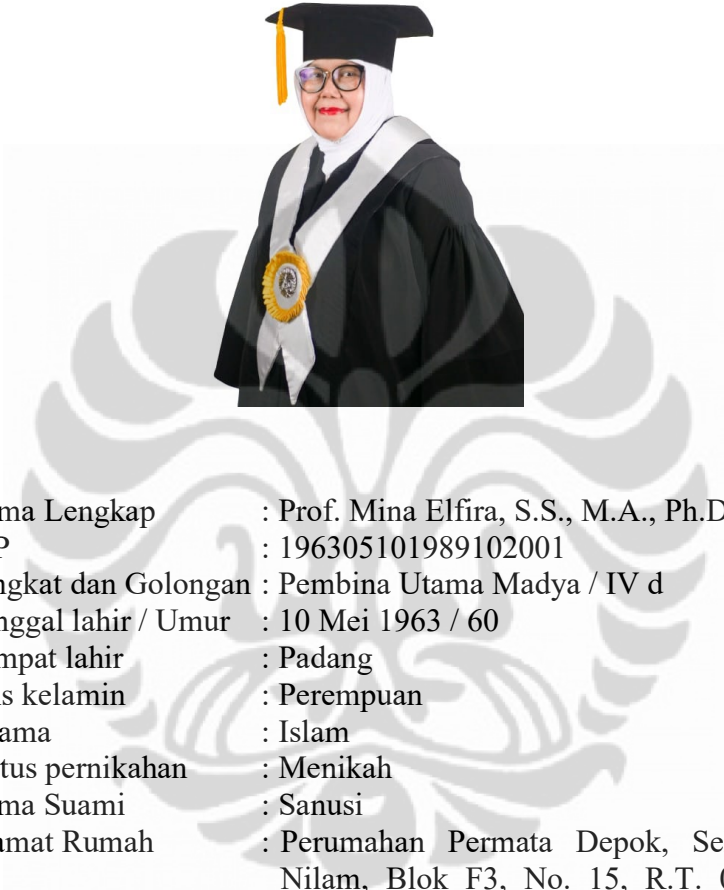 ma Lengkap : Prof. Mina Elfira, S.S., M.A., Ph.D
P : 196305101989102001
ngkat dan Golongan : Pembina Utama Madya / IV d
nggal lahir / Umur : 10 Mei 1963 / 60
mpat lahir : Padang
is kelamin : Perempuan
ama : Islam
tus pernikahan : Menikah
ma Suami : Sanusi
amat Rumah : Perumahan Permata Depok, Se
Nilam, Blok F3, No. 15, R.T.